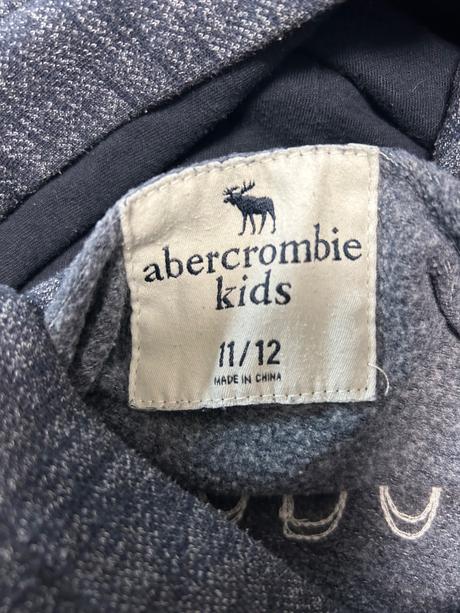 abercrombie
kids
11/12
MADE IN CHINA